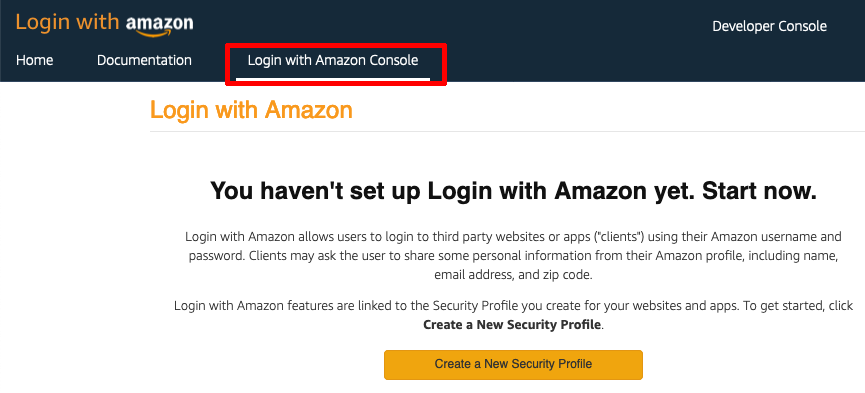 Login with amazon
Developer Console
Home
Documentation
Login with Amazon Console
Login with Amazon
You haven't set up Login with Amazon yet. Start now.
Login with Amazon allows users to login to third party websites or apps ("clients") using their Amazon username and
password. Clients may ask the user to share some personal information from their Amazon profile, including name,
email address, and zip code.
Login with Amazon features are linked to the Security Profile you create for your websites and apps. To get started, click
Create a New Security Profile.
Create a New Security Profile